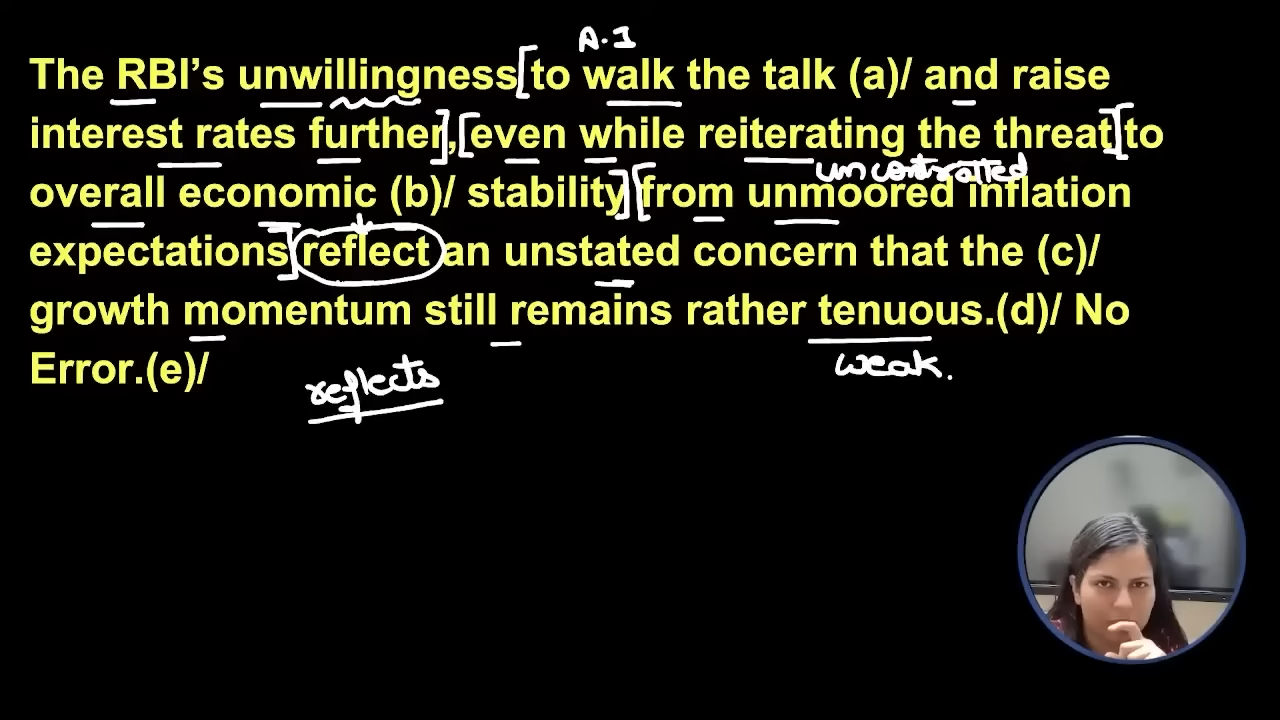 A.1
The RBI's unwillingness [to walk the talk (a)/ and raise
interest rates further], [even while reiterating the threat] [to
overall economic (b)/ stability] [from unmoored inflation
uncontrolled
expectations] reflect an unstated concern that the (c)/
growth momentum still remains rather tenuous.(d)/ No
Error.(e)/
reflects
weak.